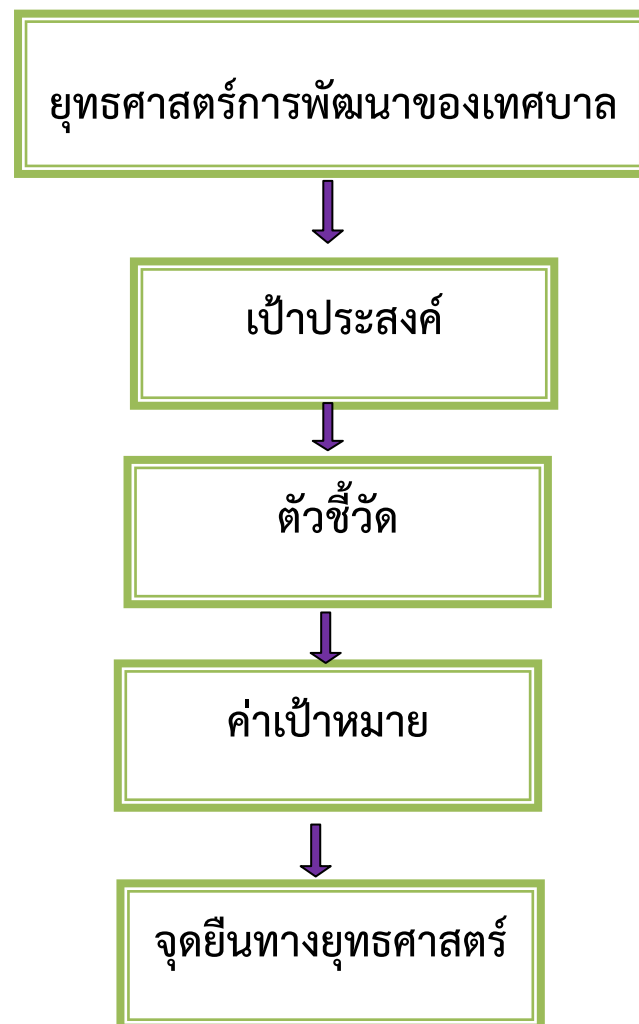 ยุทธศาสตร์การพัฒนาของเทศบาล
เป้าประสงค์
ตัวชี้วัด
ค่าเป้าหมาย
จุดยืนทางยุทธศาสตร์